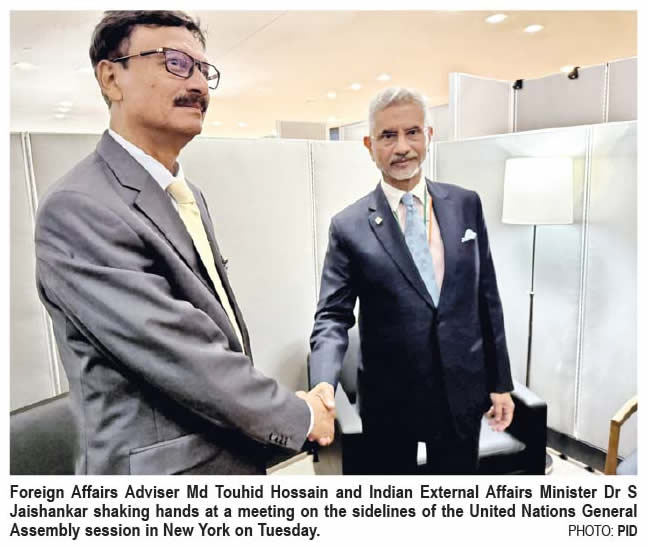 Foreign Affairs Adviser Md Touhid Hossain and Indian External Affairs Minister Dr S
Jaishankar shaking hands at a meeting on the sidelines of the United Nations General
Assembly session in New York on Tuesday. PHOTO: PID